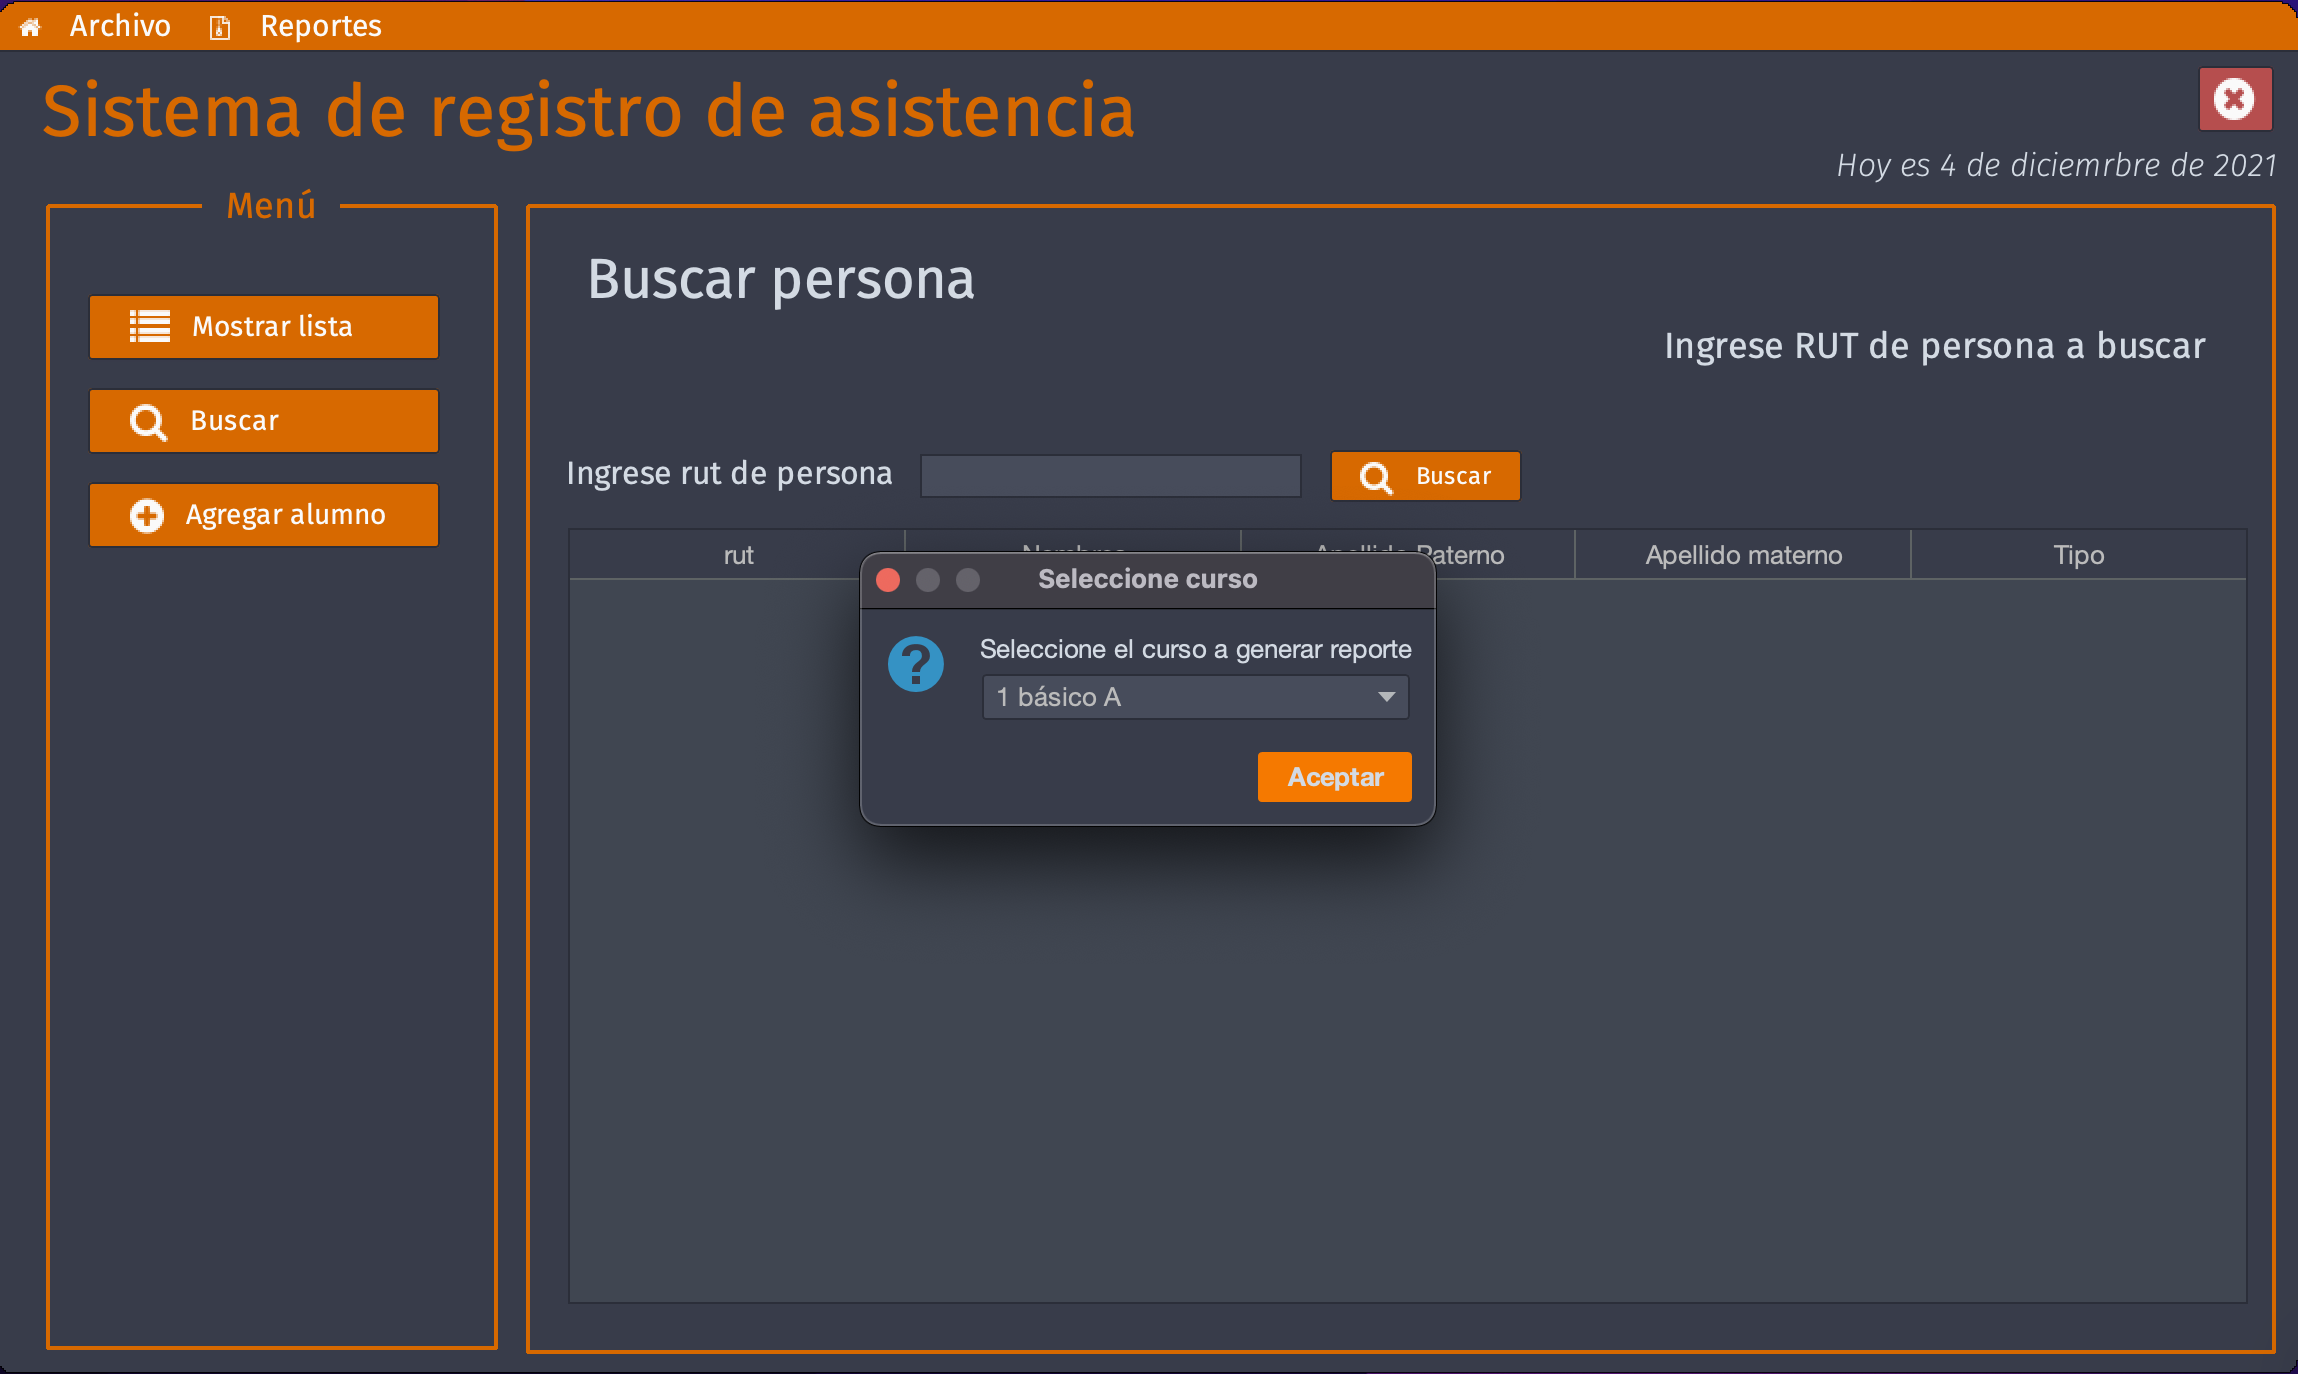 Archivo Reportes
Sistema de registro de asistencia
Hoy es 4 de diciemrbre de 2021
Menú
Mostrar lista
Buscar
Agregar alumno
Buscar persona
Ingrese RUT de persona a buscar
Ingrese rut de persona Buscar
rut Nombres Apellido Paterno Apellido materno Tipo
Seleccione curso
Seleccione el curso a generar reporte
1 básico A
Aceptar